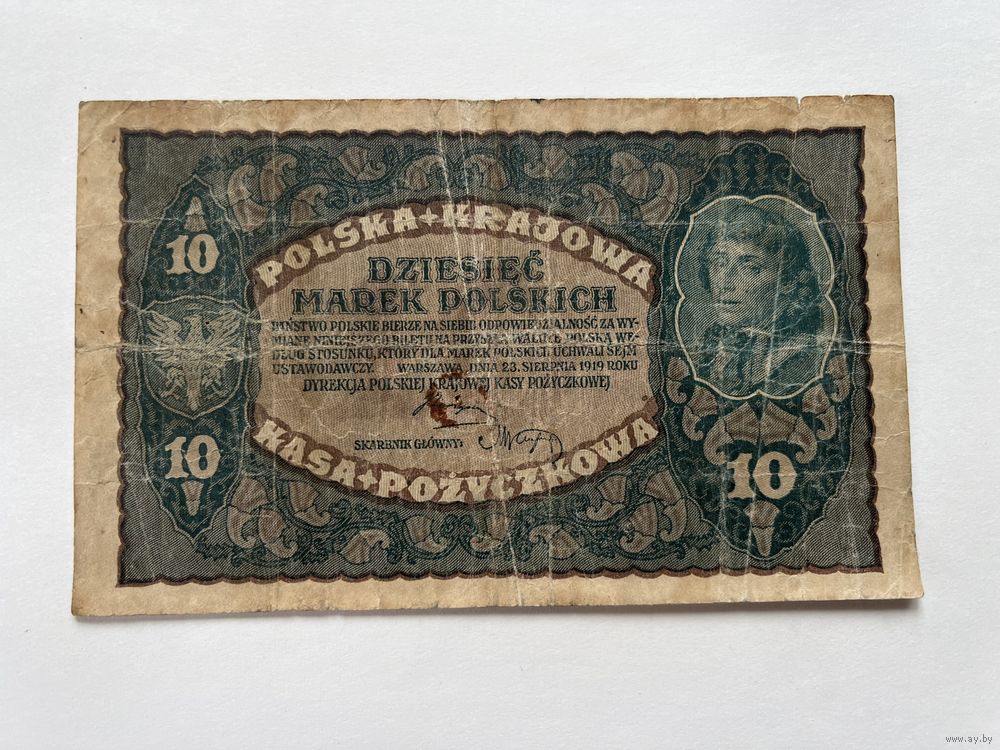 POLSKA+KRAJOWA
10
DZIESIĘĆ
MAREK POLSKICH
PAŃSTWO POLSKIE BIERZE NA SIEBIE ODPOWIEDZIALNOŚĆ ZA WY-
MIANĘ NINIEJSZEGO BILETU NA PRZYSZŁĄ WALUTĘ POLSKĄ WE-
DŁUG STOSUNKU, KTÓRY DLA MAREK POLSKICH UCHWALI SEJM
USTAWODAWCZY. WARSZAWA, DNIA 23. SIERPNIA 1919 ROKU
DYREKCJA POLSKIEJ KRAJOWEJ KASY POŻYCZKOWEJ
SKARBNIK GŁÓWNY:
10
10
KASA+POŻYCZKOWA
www.ay.by